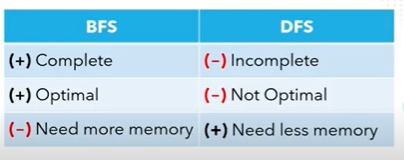 BFS DFS
(+) Complete (−) Incomplete
(+) Optimal (−) Not Optimal
(−) Need more memory (+) Need less memory